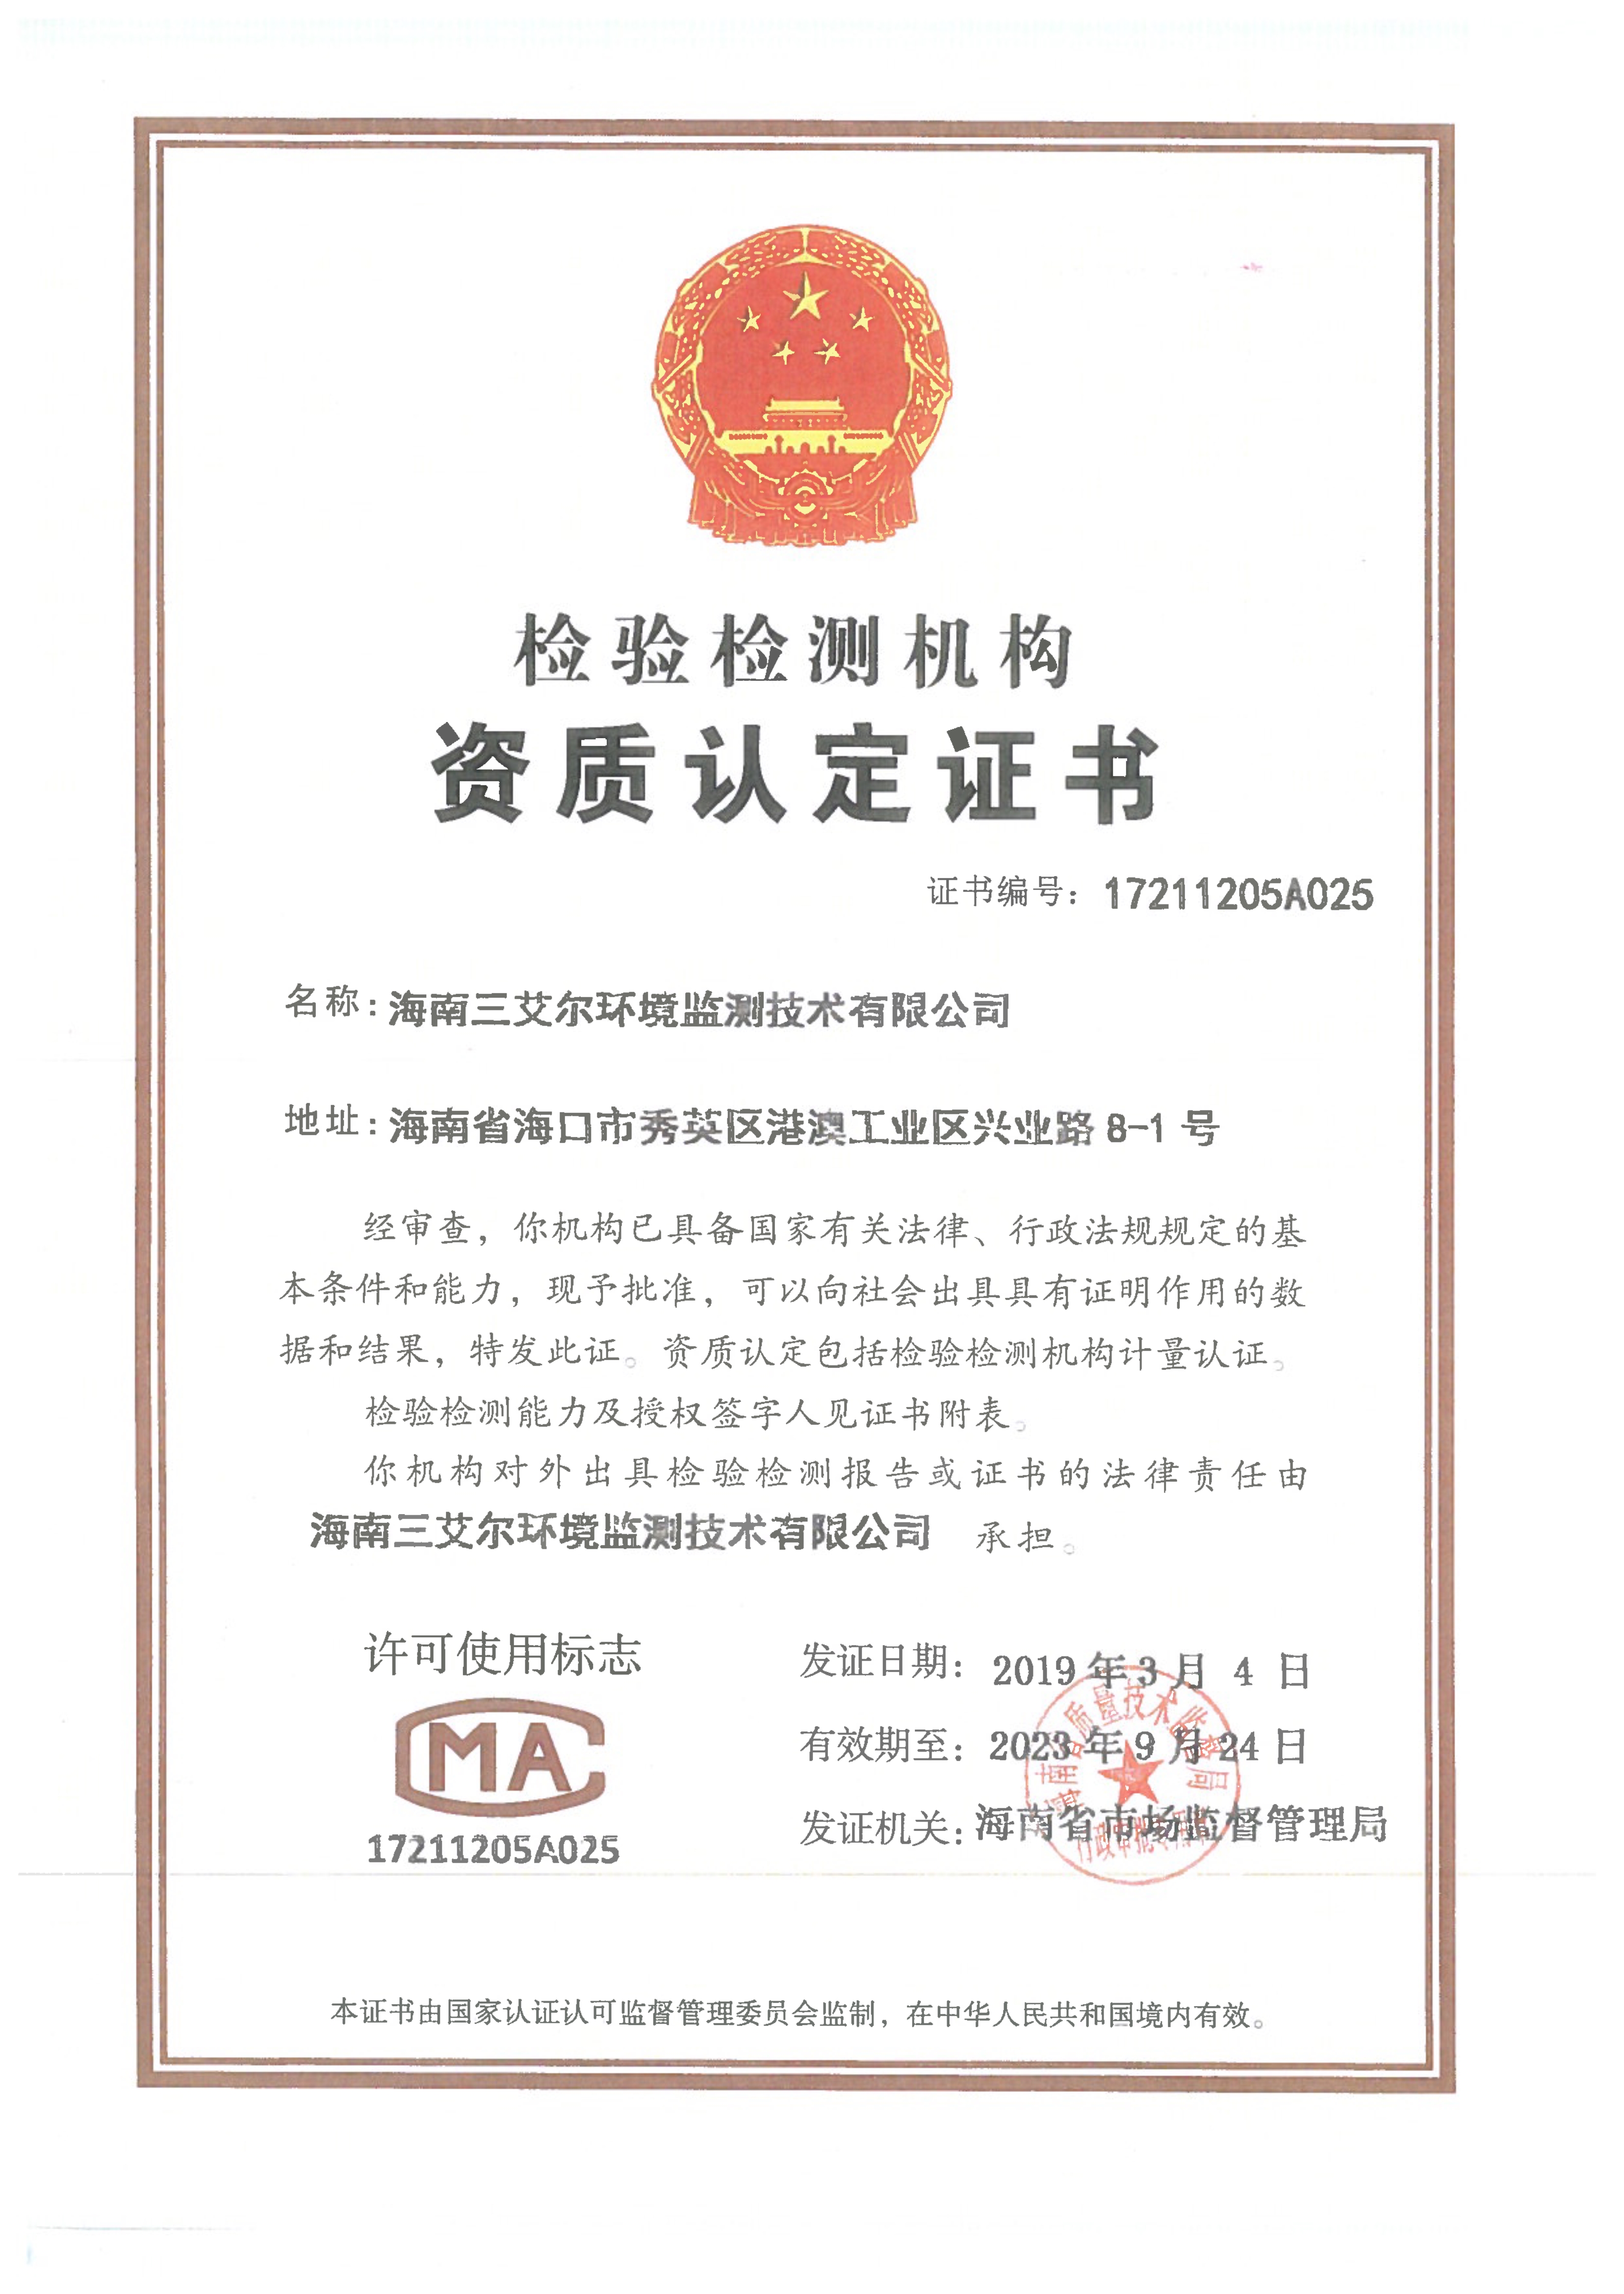 检验检测机构
资质认定证书
证书编号：17211205A025
名称：海南三艾尔环境监测技术有限公司
地址：海南省海口市秀英区港澳工业区兴业路8-1号
经审查，你机构已具备国家有关法律、行政法规规定的基
本条件和能力，现予批准，可以向社会出具具有证明作用的数
据和结果，特发此证。资质认定包括检验检测机构计量认证。
检验检测能力及授权签字人见证书附表。
你机构对外出具检验检测报告或证书的法律责任由
海南三艾尔环境监测技术有限公司 承担。
许可使用标志
MA
17211205A025
发证日期：2019年3月4日
有效期至：2023年9月24日
发证机关：海南省市场监督管理局
海南省质量技术监督局
行政审批专用章
本证书由国家认证认可监督管理委员会监制，在中华人民共和国境内有效。